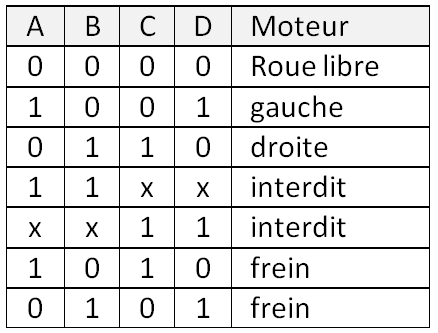 A B C D Moteur
0 0 0 0 Roue libre
1 0 0 1 gauche
0 1 1 0 droite
1 1 x x interdit
x x 1 1 interdit
1 0 1 0 frein
0 1 0 1 frein